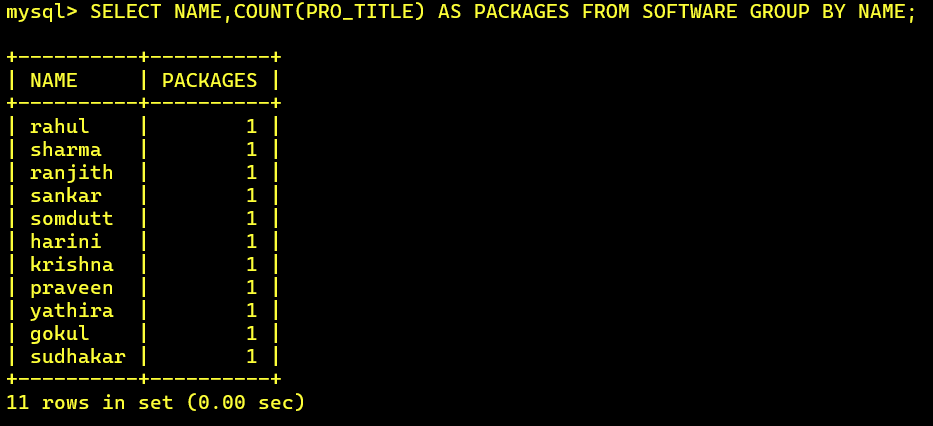 mysql> SELECT NAME,COUNT(PRO_TITLE) AS PACKAGES FROM SOFTWARE GROUP BY NAME;
+----------+----------+
| NAME     | PACKAGES |
+----------+----------+
| rahul    |        1 |
| sharma   |        1 |
| ranjith  |        1 |
| sankar   |        1 |
| somdutt  |        1 |
| harini   |        1 |
| krishna  |        1 |
| praveen  |        1 |
| yathira  |        1 |
| gokul    |        1 |
| sudhakar |        1 |
+----------+----------+
11 rows in set (0.00 sec)